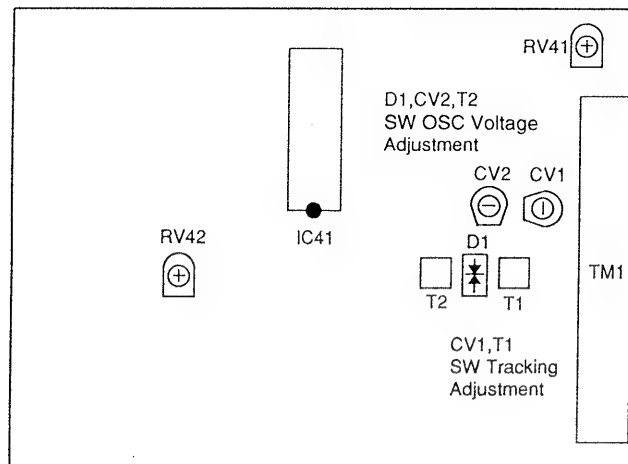 RV41
D1,CV2,T2
SW OSC Voltage
Adjustment
CV2
CV1
RV42
IC41
D1
TM1
T2
T1
CV1,T1
SW Tracking
Adjustment